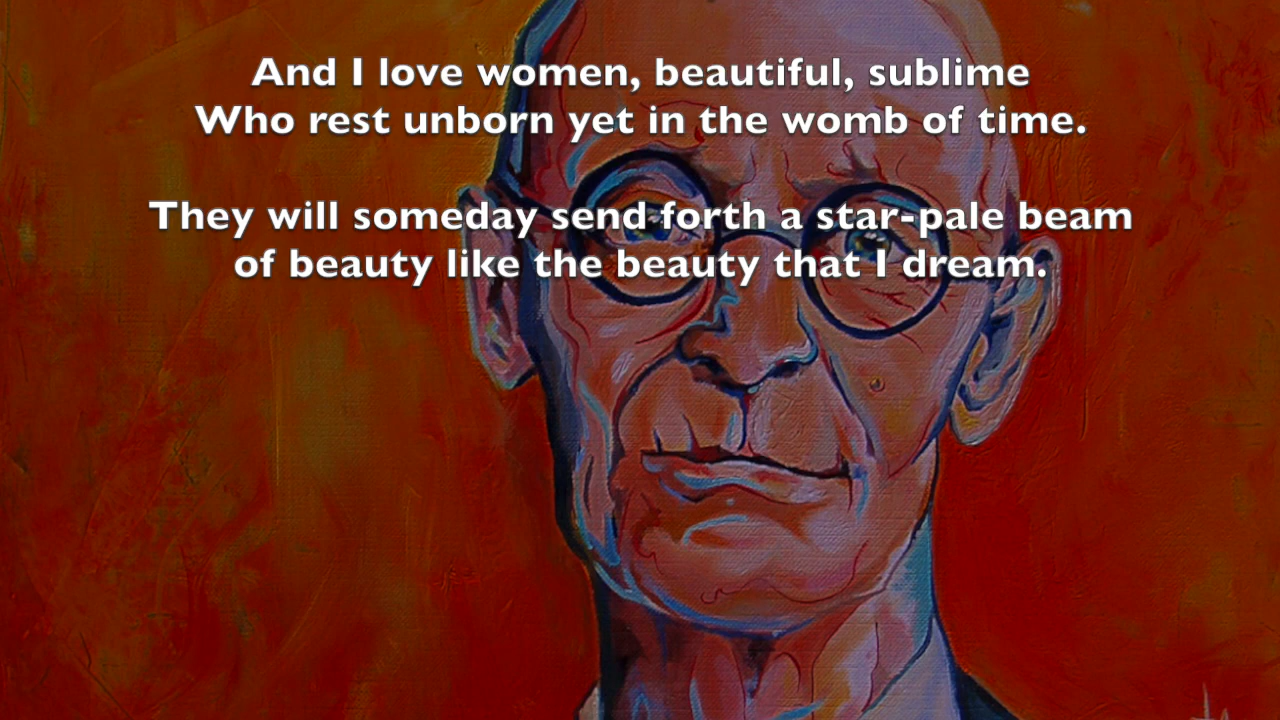 And I love women, beautiful, sublime
Who rest unborn yet in the womb of time.
They will someday send forth a star-pale beam
of beauty like the beauty that I dream.